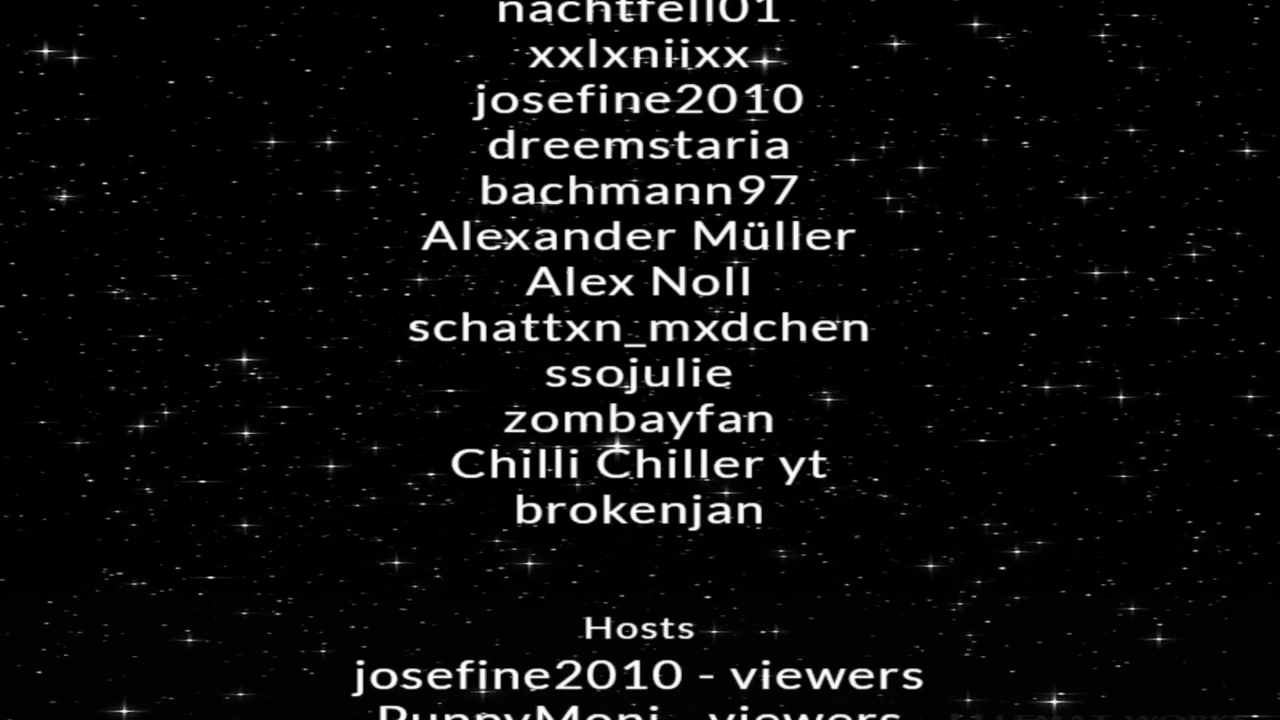 nachtfell01
xxlxniixx
josefine2010
dreemstaria
bachmann97
Alexander Müller
Alex Noll
schattxn_mxdchen
ssojulie
zombayfan
Chilli Chiller yt
brokenjan
Hosts
josefine2010 - viewers
- viewers